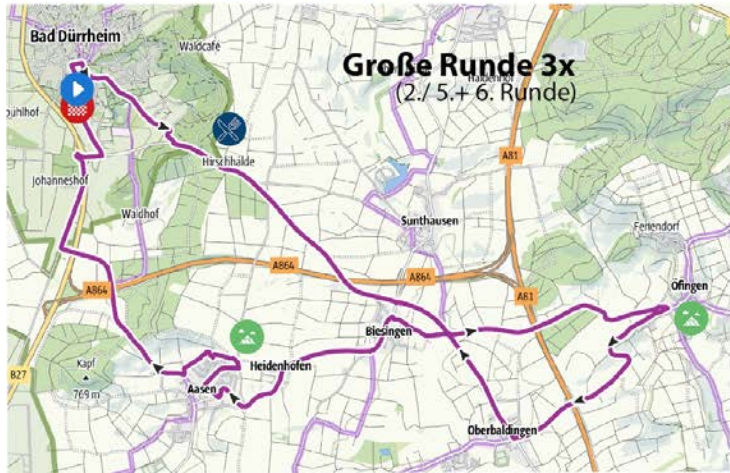 Bad Dürrheim
Waldcafé
Große Runde 3x
(2./ 5.+ 6. Runde)
A81
Hirschhalde
Johanneshof
Waldhof
Sunthausen
Feriendorf
A864
A864
A864
A81
Öfingen
Biesingen
Heidenhofen
Kapf
769 m
B27
Aasen
Oberbaldingen